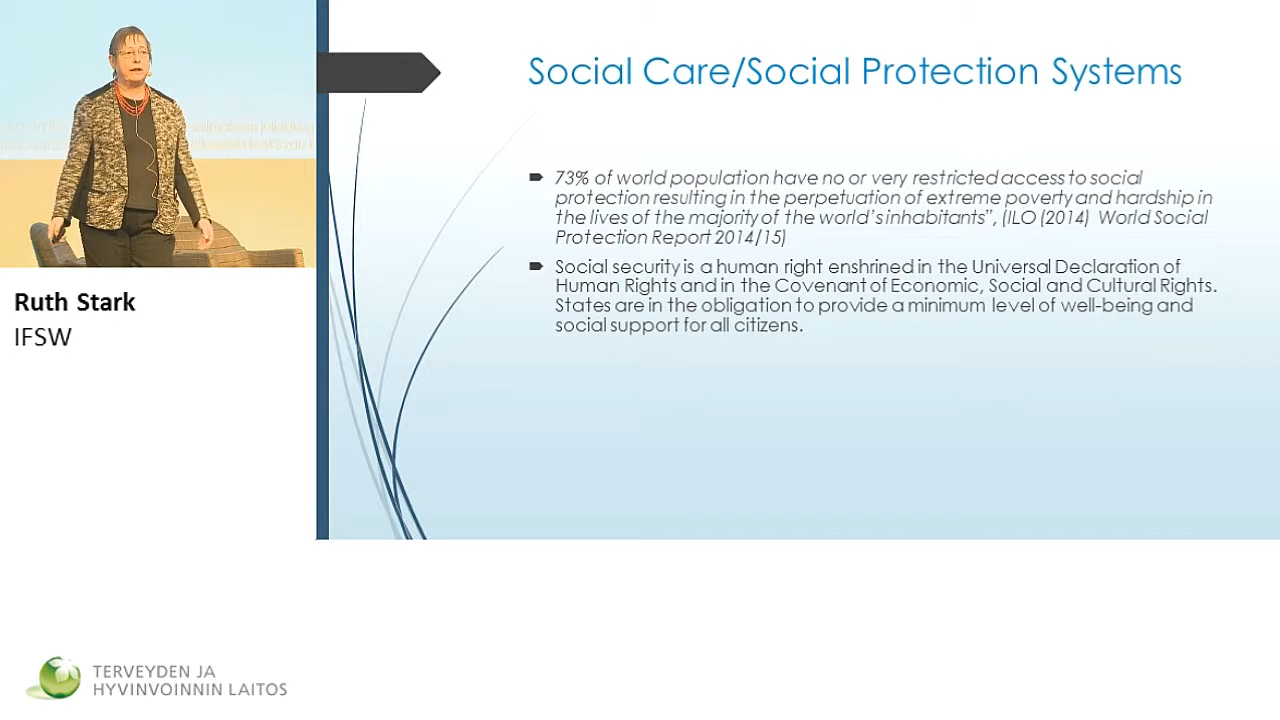 Social Care/Social Protection Systems
73% of world population have no or very restricted access to social
protection resulting in the perpetuation of extreme poverty and hardship in
the lives of the majority of the world's inhabitants", (ILO (2014) World Social
Protection Report 2014/15)
Social security is a human right enshrined in the Universal Declaration of
Human Rights and in the Covenant of Economic, Social and Cultural Rights.
States are in the obligation to provide a minimum level of well-being and
social support for all citizens.
Ruth Stark
IFSW
TERVEYDEN JA
HYVINVOINNIN LAITOS